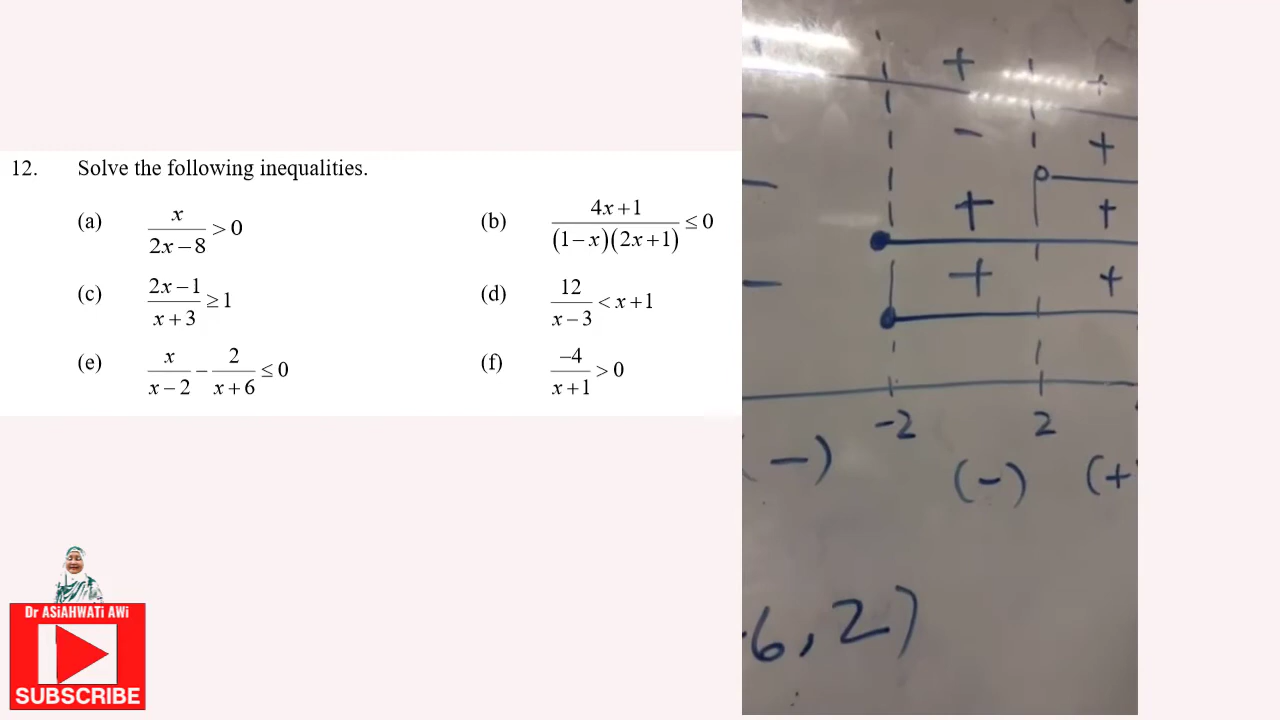 12. Solve the following inequalities.
(a) x/(2x−8) > 0 (b) (4x+1)/((1−x)(2x+1)) ≤ 0
(c) (2x−1)/(x+3) ≥ 1 (d) 12/(x−3) < x+1
(e) x/(x−2) − 2/(x+6) ≤ 0 (f) −4/(x+1) > 0
+ +
− − +
− + +
− + +
-2 2
(−) (−) (+
6, 2)
Dr ASiAHWATi AWi
SUBSCRIBE